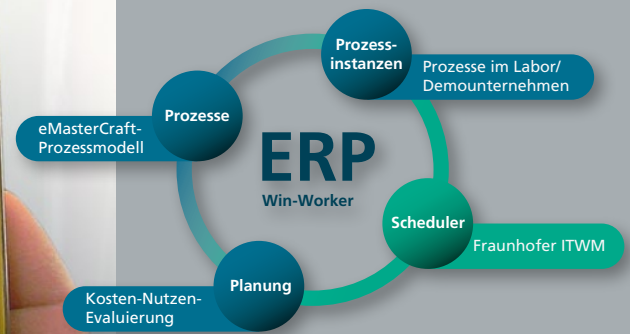 Prozess-
instanzen
Prozesse im Labor/
Demounternehmen
Prozesse
eMasterCraft-
Prozessmodell
ERP
Win-Worker
Scheduler
Fraunhofer ITWM
Planung
Kosten-Nutzen-
Evaluierung